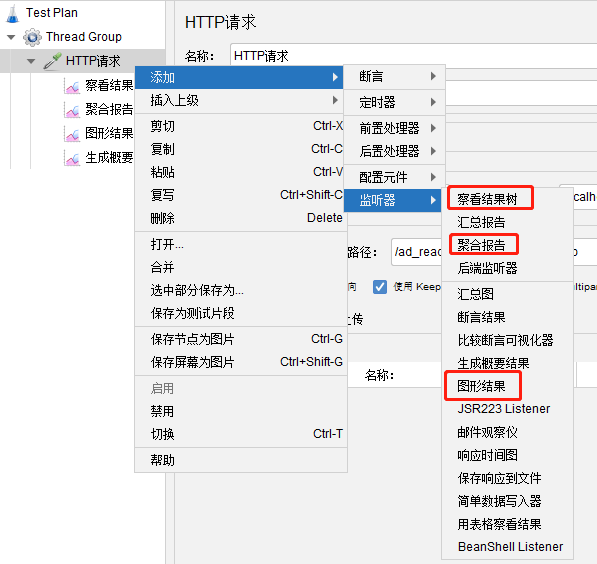 Test Plan
Thread Group
HTTP请求
察看结果
聚合报告
图形结果
生成概要
HTTP请求
名称：
HTTP请求
添加
插入上级
剪切 Ctrl-X
复制 Ctrl-C
粘贴 Ctrl-V
复写 Ctrl+Shift-C
删除 Delete
打开...
合并
选中部分保存为...
保存为测试片段
保存节点为图片 Ctrl-G
保存屏幕为图片 Ctrl+Shift-G
启用
禁用
切换 Ctrl-T
帮助
断言
定时器
前置处理器
后置处理器
配置元件
监听器
察看结果树
汇总报告
聚合报告
后端监听器
汇总图
断言结果
比较断言可视化器
生成概要结果
图形结果
JSR223 Listener
邮件观察仪
响应时间图
保存响应到文件
简单数据写入器
用表格察看结果
BeanShell Listener
calh
路径：
/ad_read
向
使用 Keep
Multipa
上传
名称：